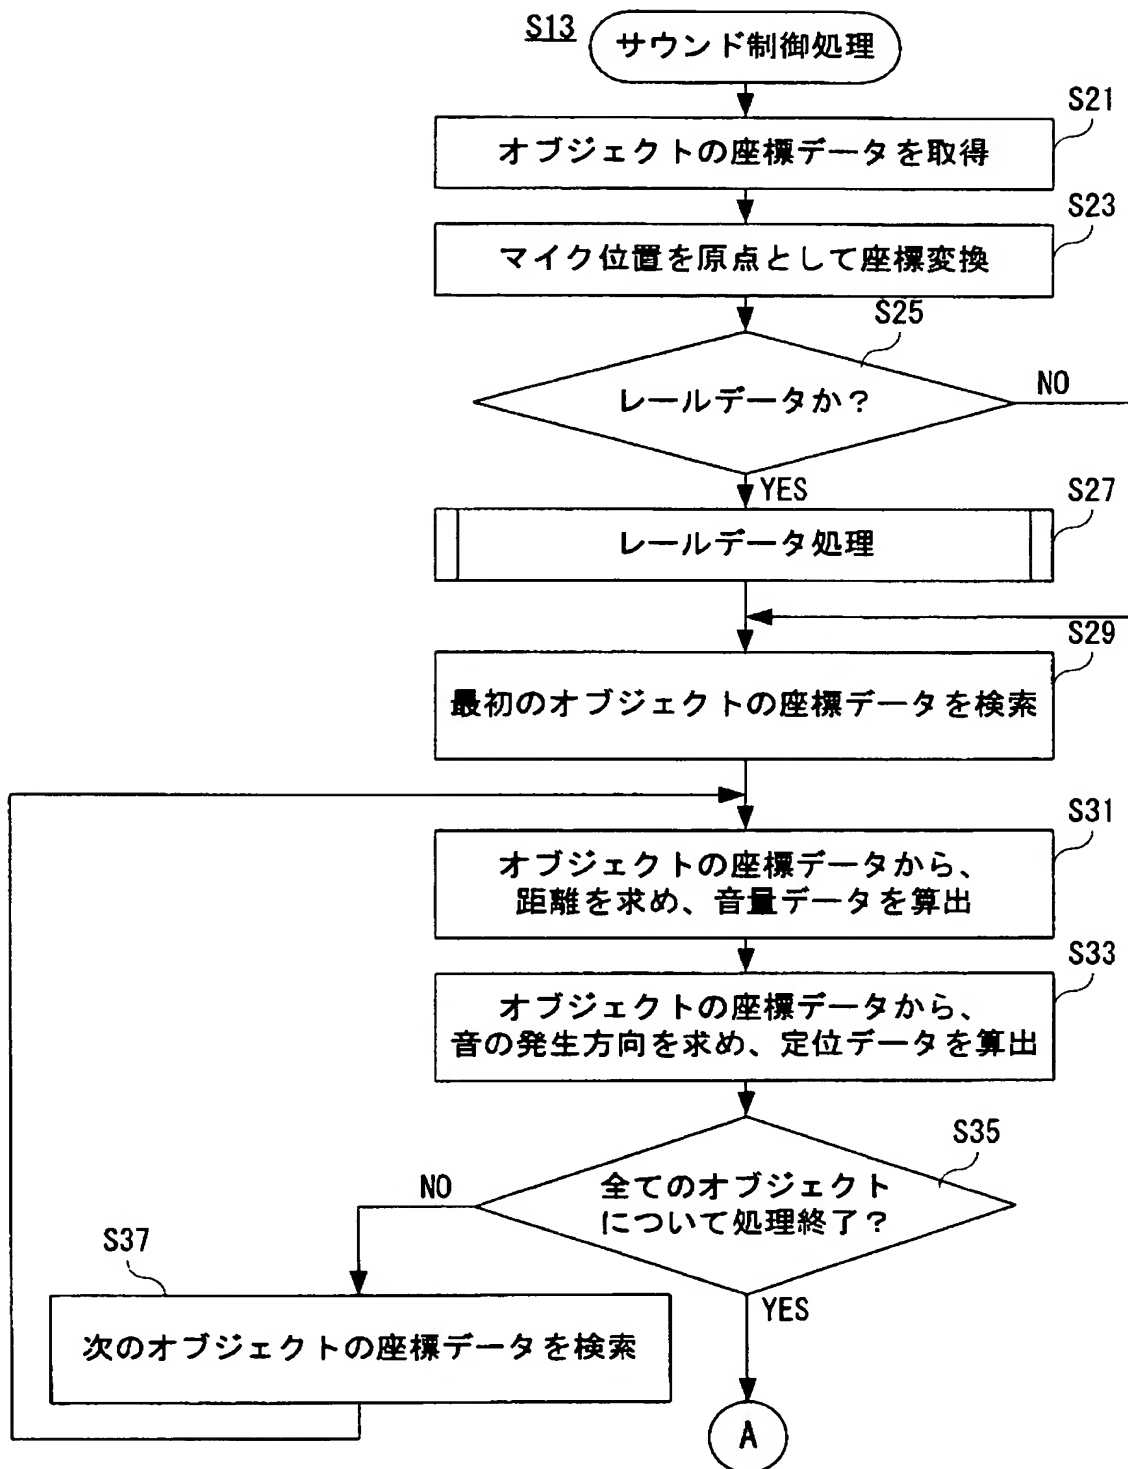 S13
サウンド制御処理
S21
オブジェクトの座標データを取得
S23
マイク位置を原点として座標変換
S25
レールデータか？
NO
YES
S27
レールデータ処理
S29
最初のオブジェクトの座標データを検索
S31
オブジェクトの座標データから、
距離を求め、音量データを算出
S33
オブジェクトの座標データから、
音の発生方向を求め、定位データを算出
S35
全てのオブジェクト
について処理終了？
NO
YES
S37
次のオブジェクトの座標データを検索
A